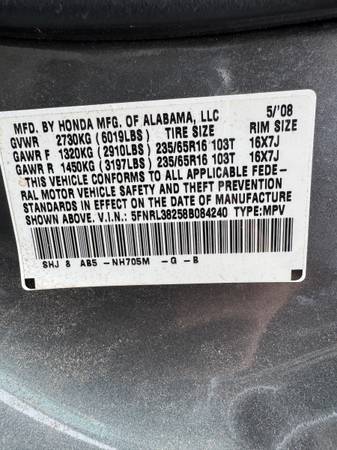 MFD. BY HONDA MFG. OF ALABAMA, LLC 5/'08
GVWR 2730KG (6019LBS) TIRE SIZE RIM SIZE
GAWR F 1320KG (2910LBS) 235/65R16 103T 16X7J
GAWR R 1450KG (3197LBS) 235/65R16 103T 16X7J
THIS VEHICLE CONFORMS TO ALL APPLICABLE FEDE-
RAL MOTOR VEHICLE SAFETY AND THEFT PREVENTION
STANDARDS IN EFFECT ON THE DATE OF MANUFACTURE
SHOWN ABOVE. V.I.N.: 5FNRL38258B084240 TYPE:MPV
SHJ 8 AB5 -NH705M -G -B